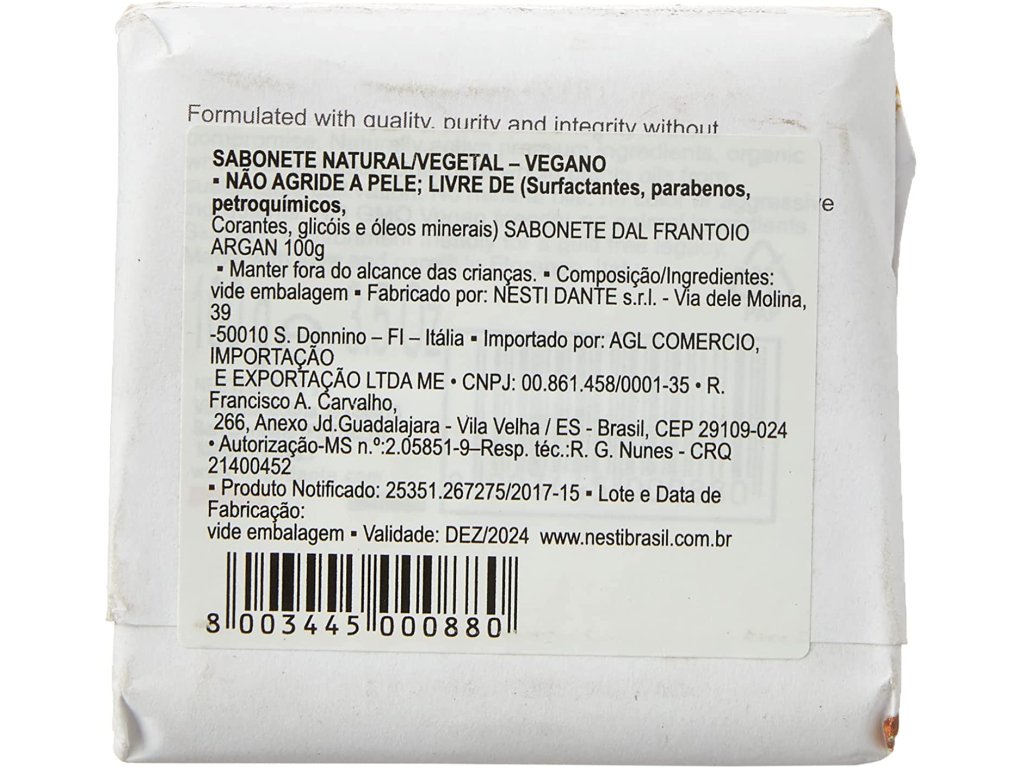 Formulated with quality, purity and integrity without
SABONETE NATURAL/VEGETAL – VEGANO
▪ NÃO AGRIDE A PELE; LIVRE DE (Surfactantes, parabenos,
petroquímicos,
Corantes, glicóis e óleos minerais) SABONETE DAL FRANTOIO
ARGAN 100g
▪ Manter fora do alcance das crianças. ▪ Composição/Ingredientes:
vide embalagem ▪ Fabricado por: NESTI DANTE s.r.l. - Via dele Molina,
39
-50010 S. Donnino – FI – Itália ▪ Importado por: AGL COMERCIO,
IMPORTAÇÃO
E EXPORTAÇÃO LTDA ME • CNPJ: 00.861.458/0001-35 ▪ R.
Francisco A. Carvalho,
266, Anexo Jd.Guadalajara - Vila Velha / ES - Brasil, CEP 29109-024
• Autorização-MS n.º:2.05851-9–Resp. téc.:R. G. Nunes - CRQ
21400452
▪ Produto Notificado: 25351.267275/2017-15 ▪ Lote e Data de
Fabricação:
vide embalagem ▪ Validade: DEZ/2024 www.nestibrasil.com.br
8 003445 000880